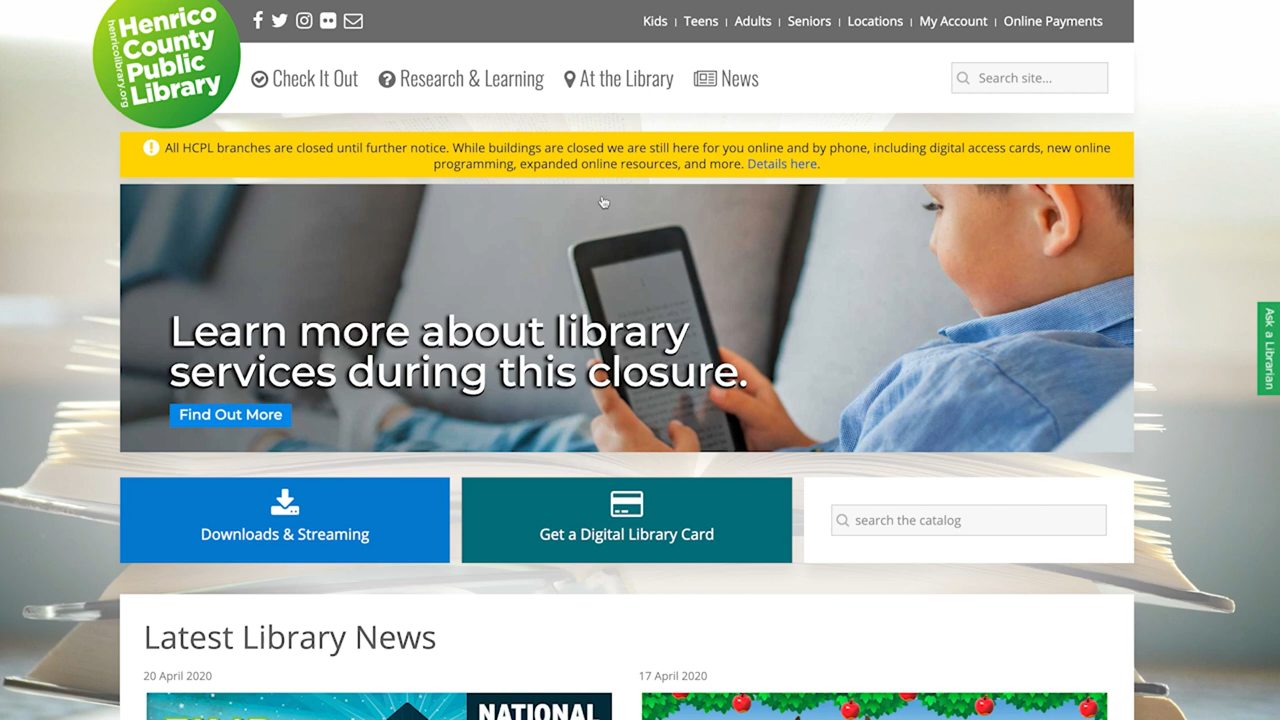 Henrico
County
Public
Library
henricolibrary.org
Kids
Teens
Adults
Seniors
Locations
My Account
Online Payments
Check It Out
Research & Learning
At the Library
News
Search site...
All HCPL branches are closed until further notice. While buildings are closed we are still here for you online and by phone, including digital access cards, new online
programming, expanded online resources, and more. Details here.
Learn more about library
services during this closure.
Find Out More
Ask a Librarian
Downloads & Streaming
Get a Digital Library Card
search the catalog
Latest Library News
20 April 2020
17 April 2020
NATIONAL